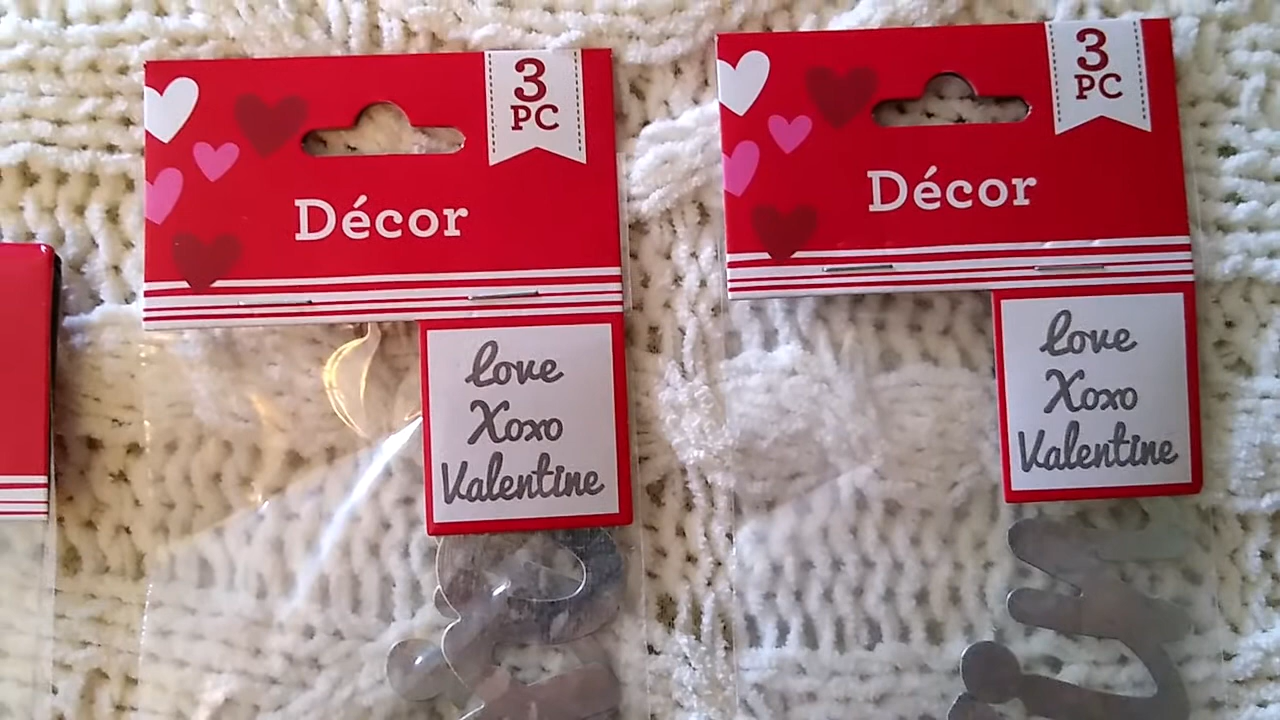 3
PC
Décor
love
Xoxo
Valentine
3
PC
Décor
love
Xoxo
Valentine